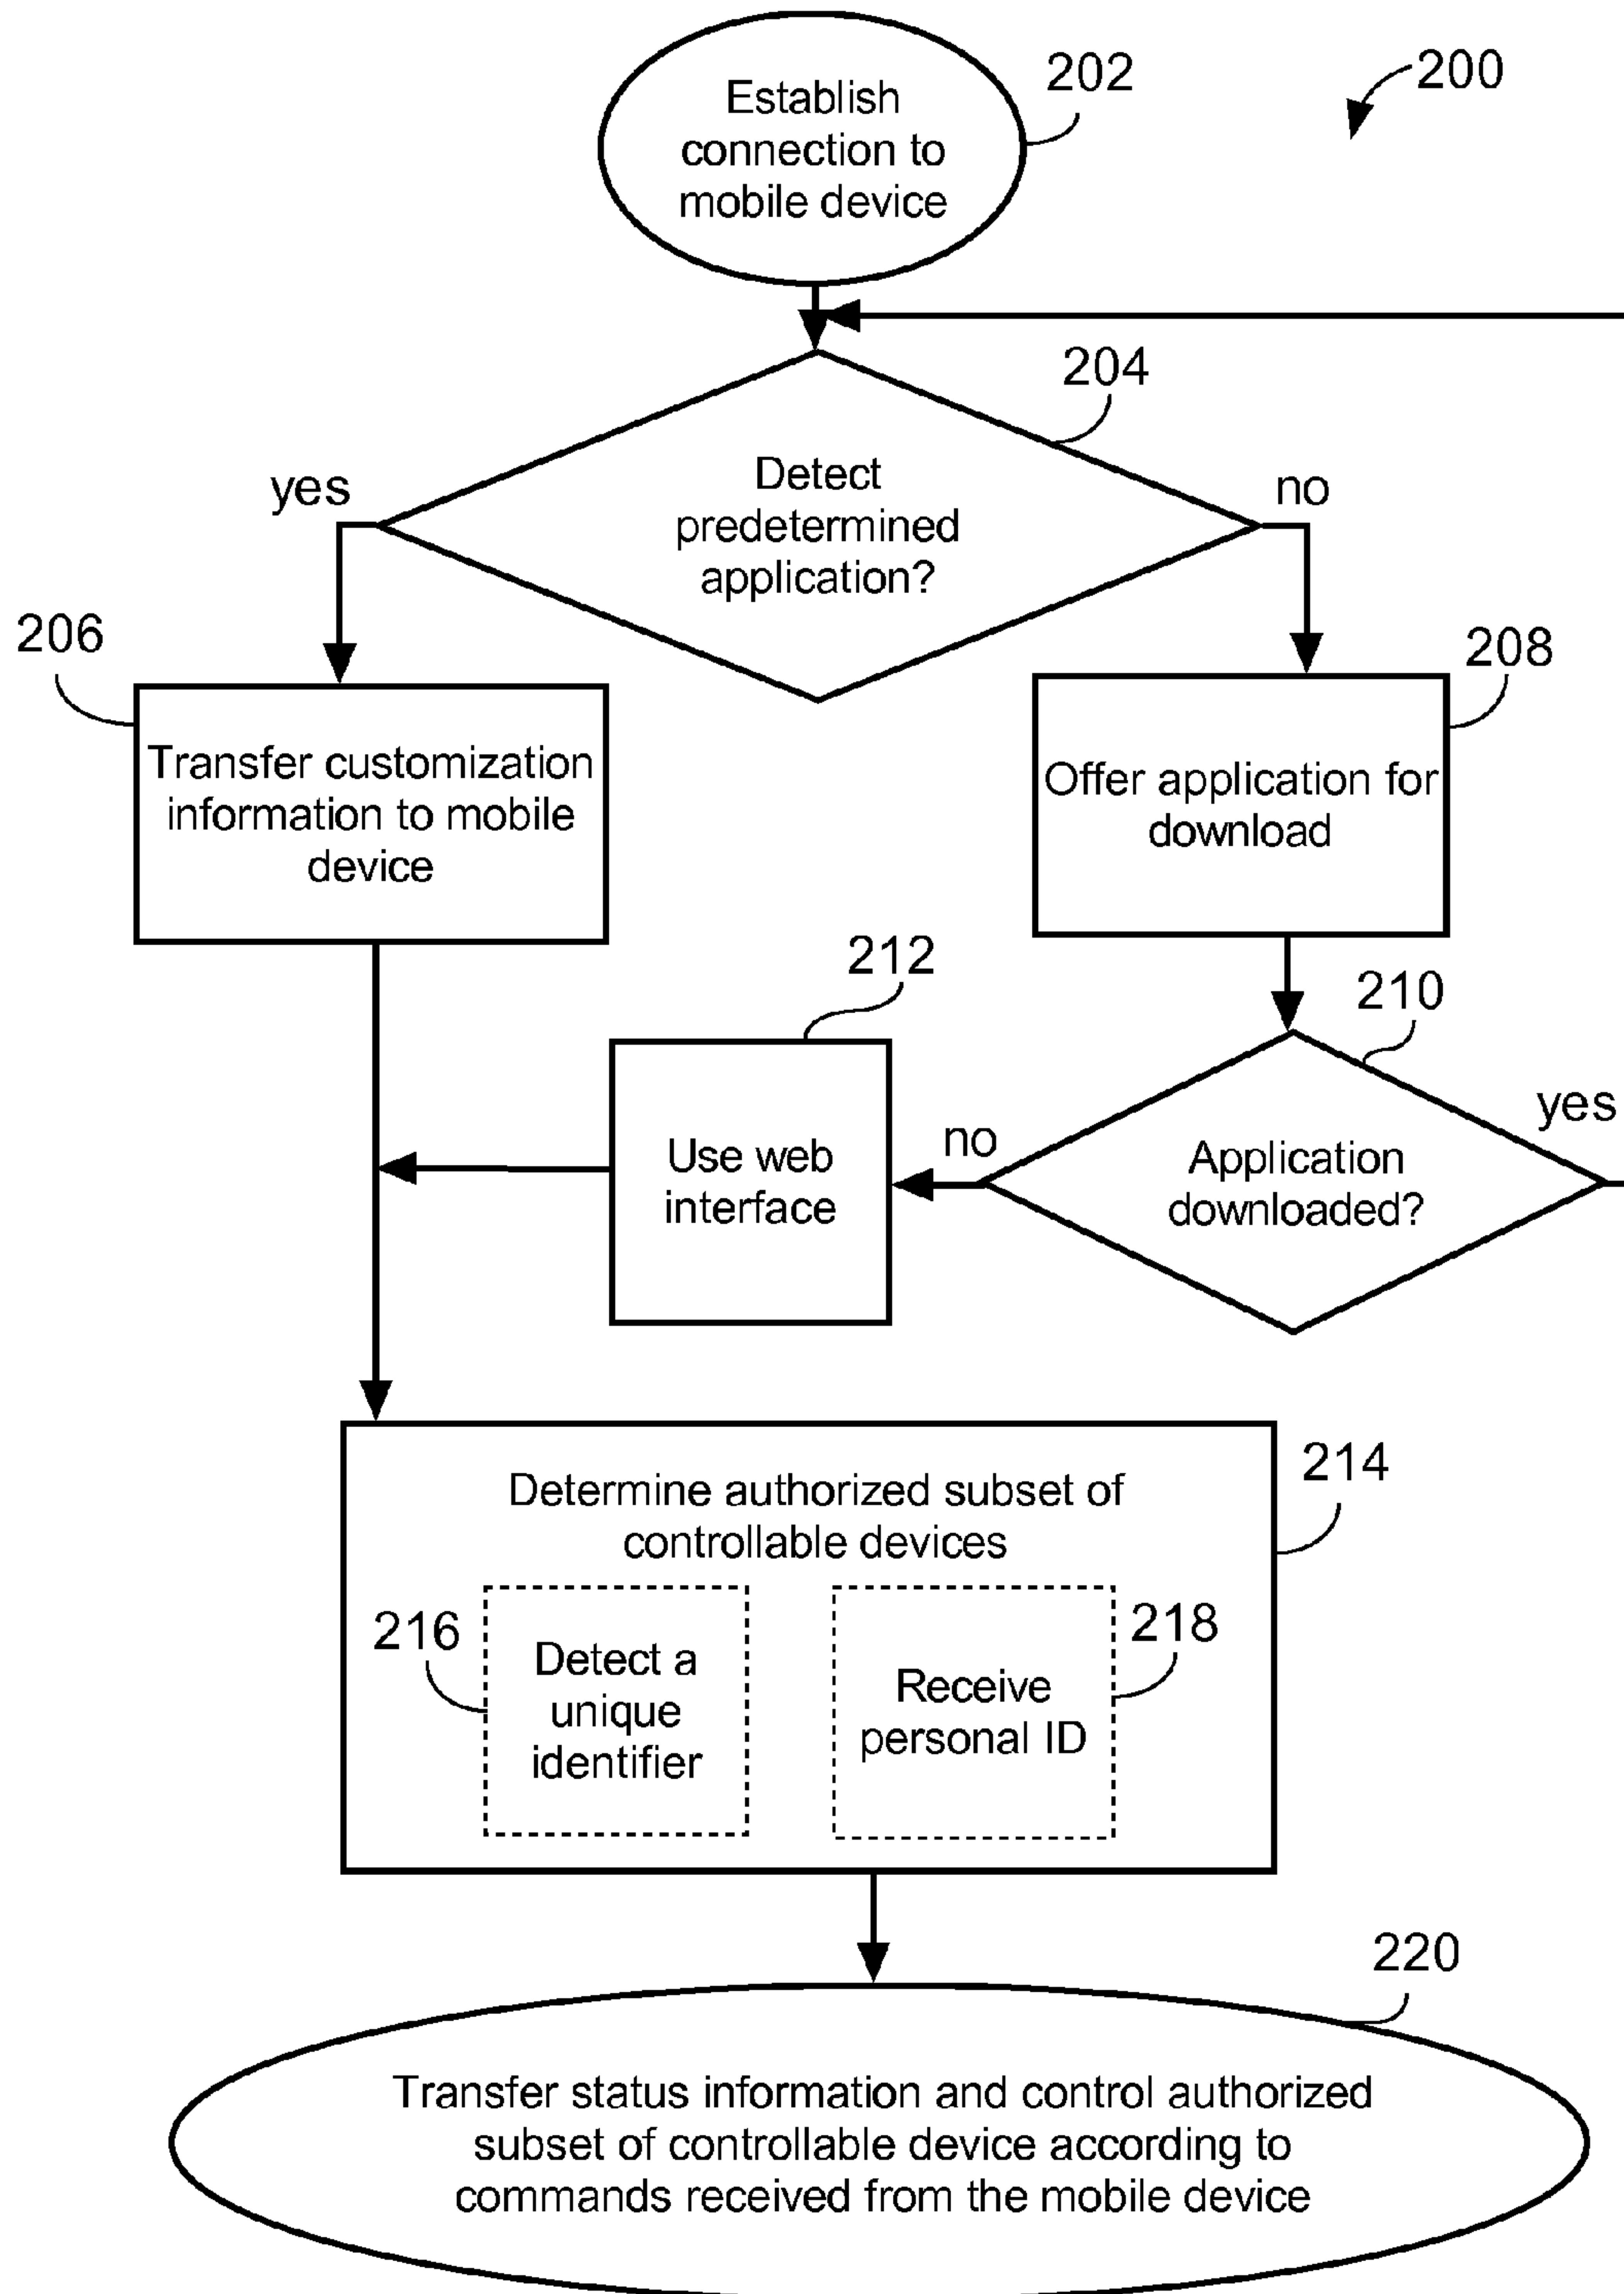 Establish
connection to
mobile device
202
200
204
Detect
predetermined
application?
yes
no
206
208
Transfer customization
information to mobile
device
Offer application for
download
212
210
Use web
interface
no
Application
downloaded?
yes
214
Determine authorized subset of
controllable devices
216
Detect a
unique
identifier
218
Receive
personal ID
220
Transfer status information and control authorized
subset of controllable device according to
commands received from the mobile device